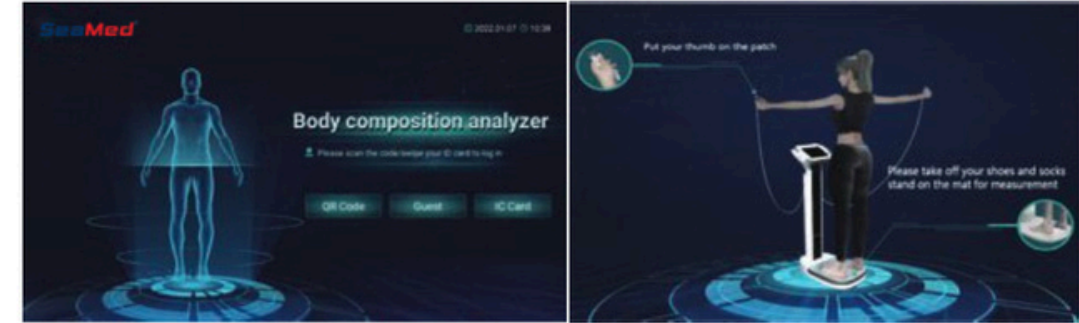 SeaMed
2022.01.07 10:39
Body composition analyzer
Please scan the code/swipe your IC card to log in
QR Code
Guest
IC Card
Put your thumb on the patch
Please take off your shoes and socks
stand on the mat for measurement